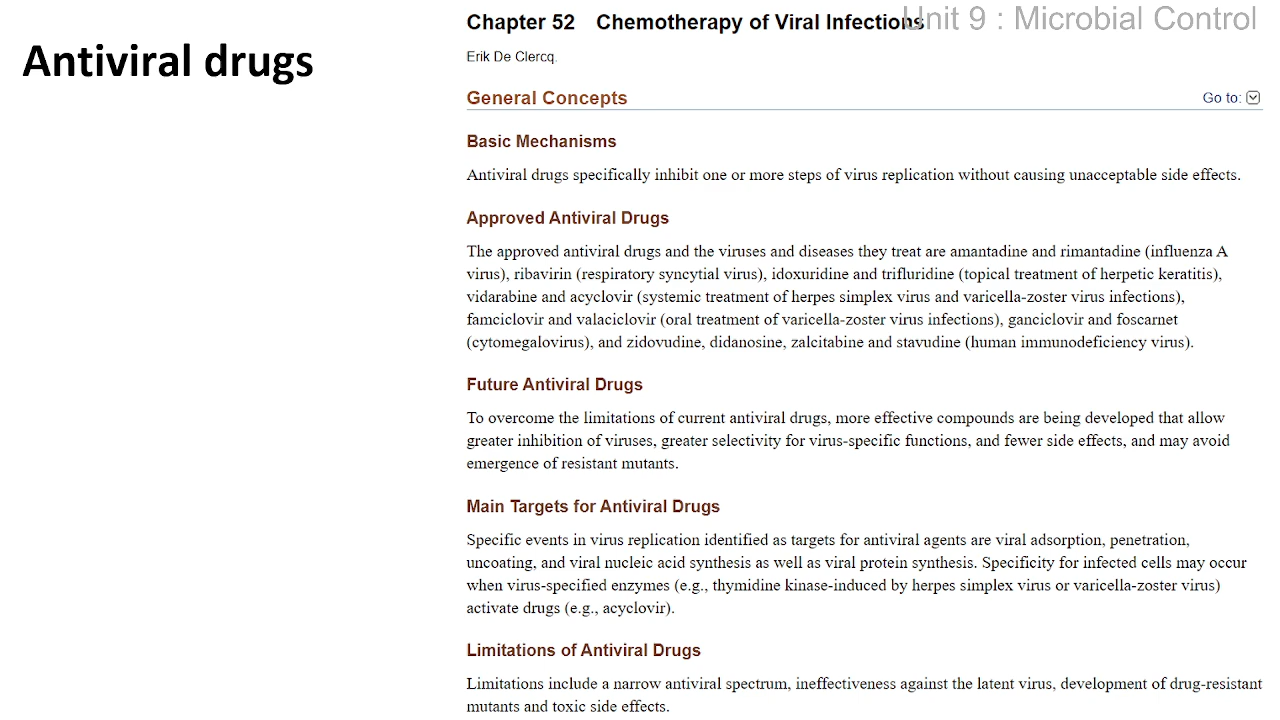 Unit 9 : Microbial Control
Antiviral drugs
Chapter 52 Chemotherapy of Viral Infections
Erik De Clercq.
General Concepts
Go to:
Basic Mechanisms
Antiviral drugs specifically inhibit one or more steps of virus replication without causing unacceptable side effects.
Approved Antiviral Drugs
The approved antiviral drugs and the viruses and diseases they treat are amantadine and rimantadine (influenza A
virus), ribavirin (respiratory syncytial virus), idoxuridine and trifluridine (topical treatment of herpetic keratitis),
vidarabine and acyclovir (systemic treatment of herpes simplex virus and varicella-zoster virus infections),
famciclovir and valaciclovir (oral treatment of varicella-zoster virus infections), ganciclovir and foscarnet
(cytomegalovirus), and zidovudine, didanosine, zalcitabine and stavudine (human immunodeficiency virus).
Future Antiviral Drugs
To overcome the limitations of current antiviral drugs, more effective compounds are being developed that allow
greater inhibition of viruses, greater selectivity for virus-specific functions, and fewer side effects, and may avoid
emergence of resistant mutants.
Main Targets for Antiviral Drugs
Specific events in virus replication identified as targets for antiviral agents are viral adsorption, penetration,
uncoating, and viral nucleic acid synthesis as well as viral protein synthesis. Specificity for infected cells may occur
when virus-specified enzymes (e.g., thymidine kinase-induced by herpes simplex virus or varicella-zoster virus)
activate drugs (e.g., acyclovir).
Limitations of Antiviral Drugs
Limitations include a narrow antiviral spectrum, ineffectiveness against the latent virus, development of drug-resistant
mutants and toxic side effects.